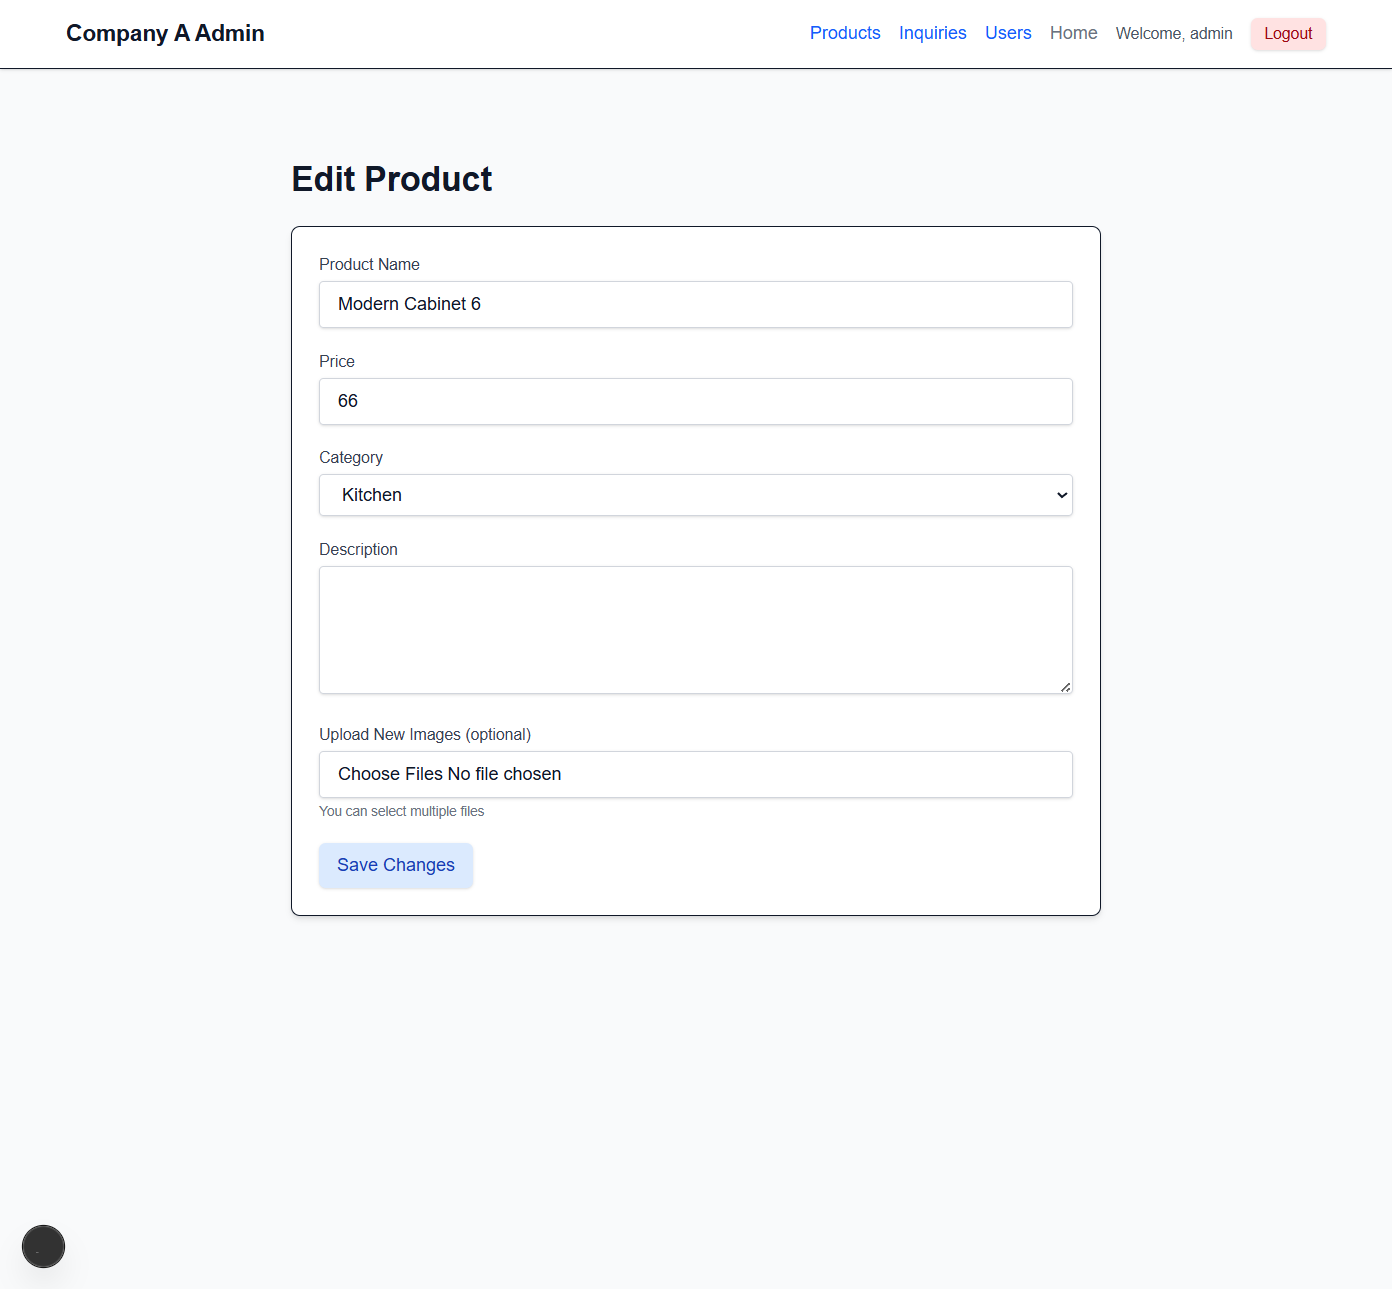 Company A Admin
Products Inquiries Users Home Welcome, admin Logout
Edit Product
Product Name
Modern Cabinet 6
Price
66
Category
Kitchen
Description
Upload New Images (optional)
Choose Files No file chosen
You can select multiple files
Save Changes